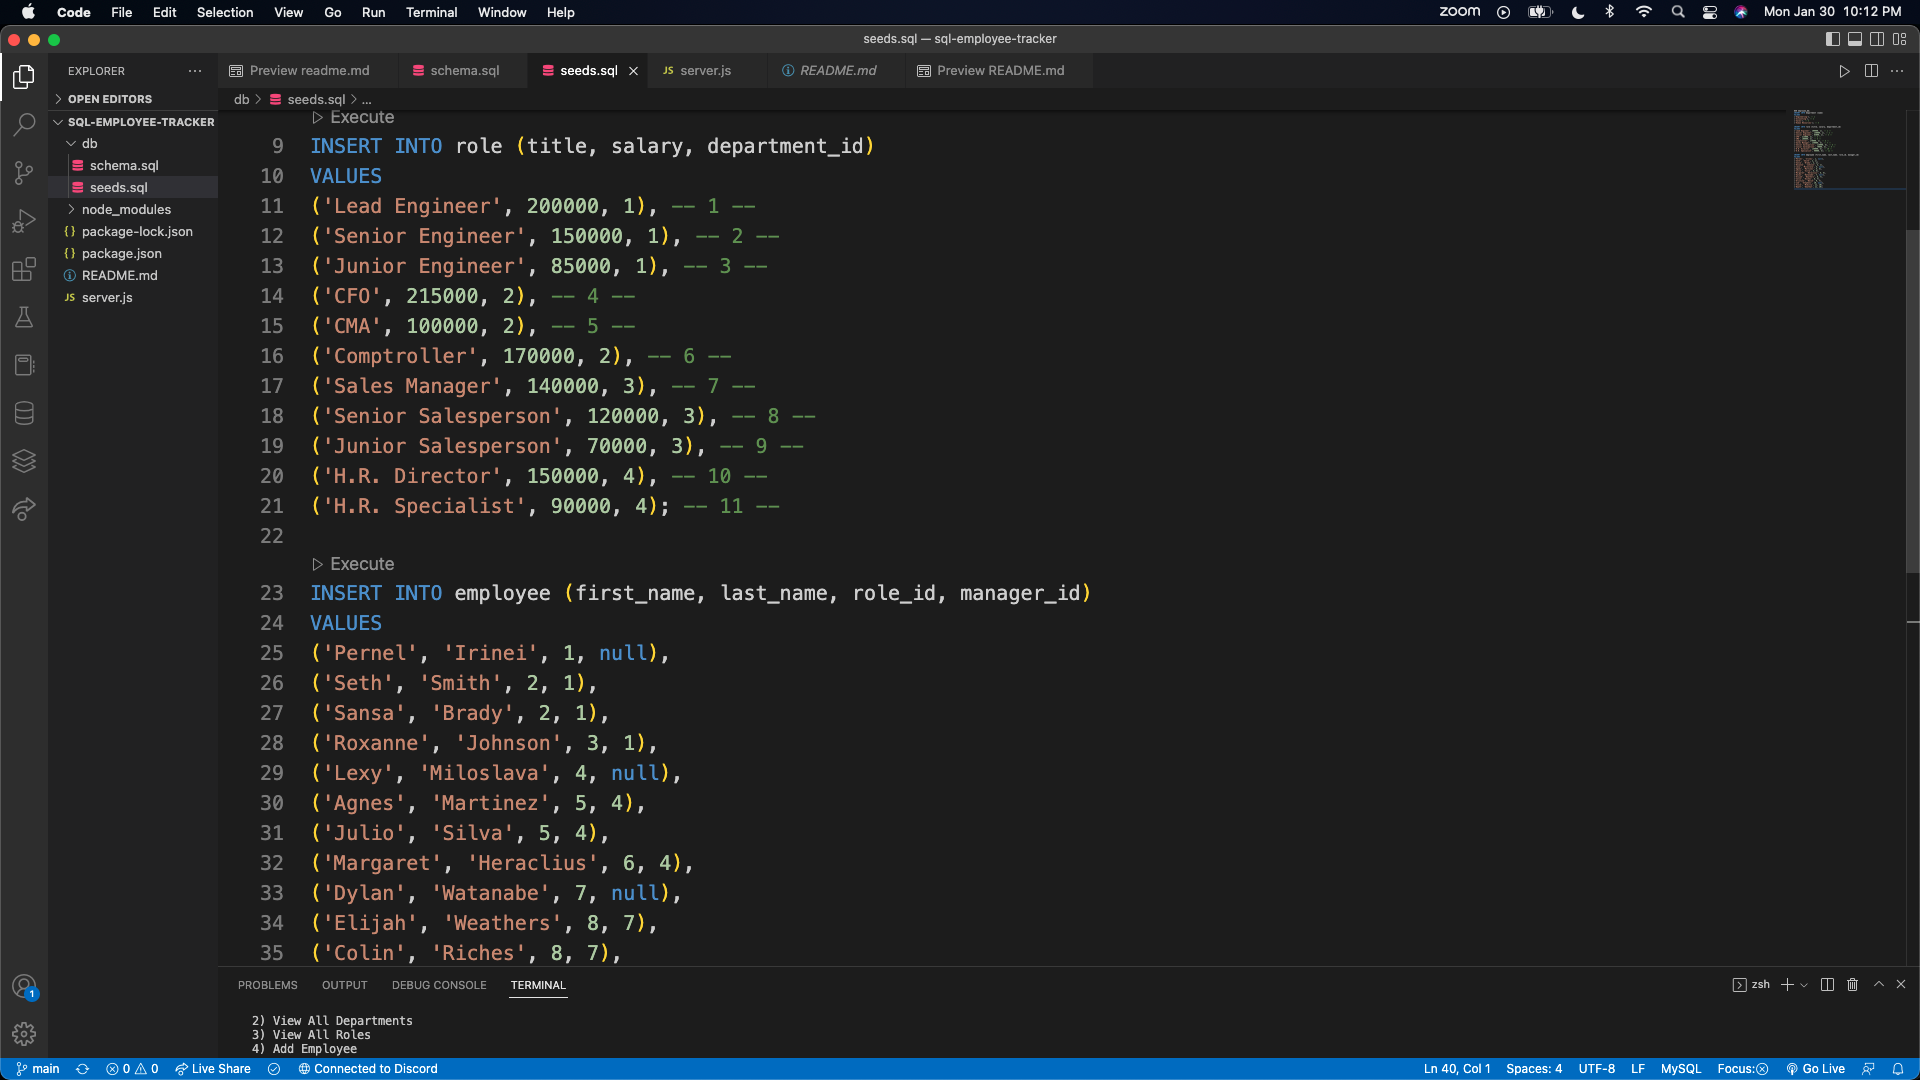 Code File Edit Selection View Go Run Terminal Window Help
zoom Mon Jan 30 10:12 PM
seeds.sql — sql-employee-tracker
EXPLORER
OPEN EDITORS
SQL-EMPLOYEE-TRACKER
db
schema.sql
seeds.sql
node_modules
{} package-lock.json
{} package.json
README.md
JS server.js
Preview readme.md schema.sql seeds.sql JS server.js README.md Preview README.md
db > seeds.sql > ...
Execute
9 INSERT INTO role (title, salary, department_id)
10 VALUES
11 ('Lead Engineer', 200000, 1), -- 1 --
12 ('Senior Engineer', 150000, 1), -- 2 --
13 ('Junior Engineer', 85000, 1), -- 3 --
14 ('CFO', 215000, 2), -- 4 --
15 ('CMA', 100000, 2), -- 5 --
16 ('Comptroller', 170000, 2), -- 6 --
17 ('Sales Manager', 140000, 3), -- 7 --
18 ('Senior Salesperson', 120000, 3), -- 8 --
19 ('Junior Salesperson', 70000, 3), -- 9 --
20 ('H.R. Director', 150000, 4), -- 10 --
21 ('H.R. Specialist', 90000, 4); -- 11 --
22
Execute
23 INSERT INTO employee (first_name, last_name, role_id, manager_id)
24 VALUES
25 ('Pernel', 'Irinei', 1, null),
26 ('Seth', 'Smith', 2, 1),
27 ('Sansa', 'Brady', 2, 1),
28 ('Roxanne', 'Johnson', 3, 1),
29 ('Lexy', 'Miloslava', 4, null),
30 ('Agnes', 'Martinez', 5, 4),
31 ('Julio', 'Silva', 5, 4),
32 ('Margaret', 'Heraclius', 6, 4),
33 ('Dylan', 'Watanabe', 7, null),
34 ('Elijah', 'Weathers', 8, 7),
35 ('Colin', 'Riches', 8, 7),
PROBLEMS OUTPUT DEBUG CONSOLE TERMINAL
zsh
2) View All Departments
3) View All Roles
4) Add Employee
1
main 0 0 Live Share Connected to Discord
Ln 40, Col 1 Spaces: 4 UTF-8 LF MySQL Focus: Go Live